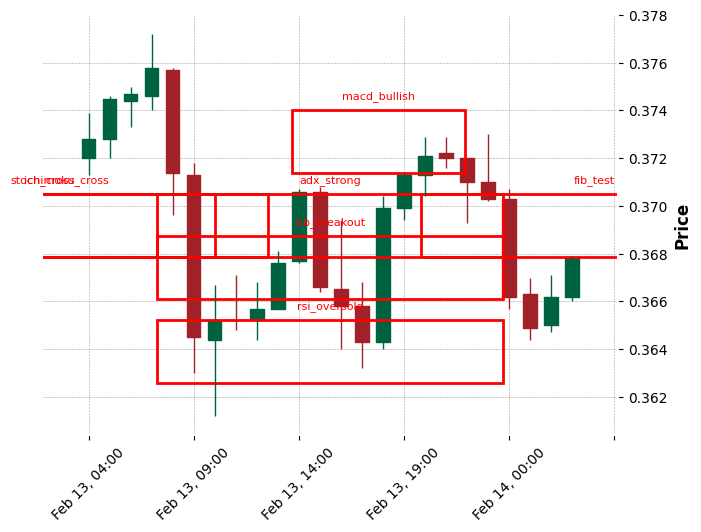 0.378
0.376
macd_bullish
0.374
0.372
adx_strong
fib_test
0.370
Price
0.368
rsi_oversold
0.366
0.364
0.362
Feb 13, 04:00
Feb 13, 09:00
Feb 13, 14:00
Feb 13, 19:00
Feb 14, 00:00